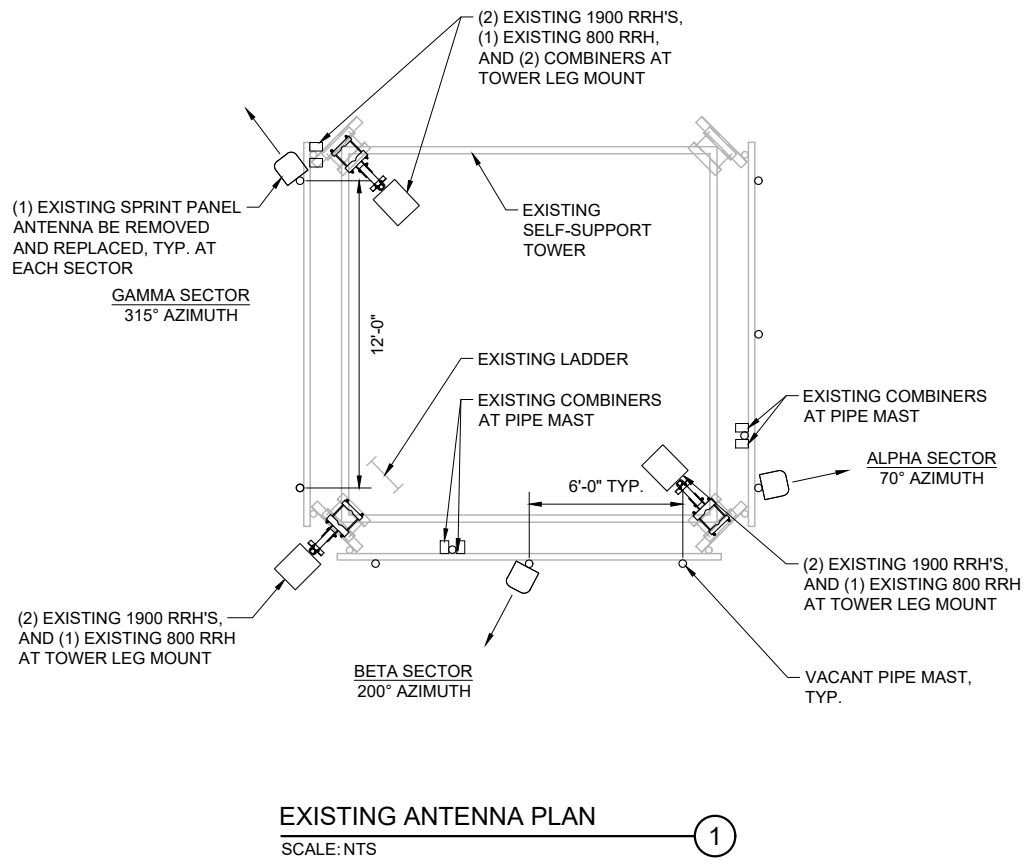 (2) EXISTING 1900 RRH'S,
(1) EXISTING 800 RRH,
AND (2) COMBINERS AT
TOWER LEG MOUNT
(1) EXISTING SPRINT PANEL
ANTENNA BE REMOVED
AND REPLACED, TYP. AT
EACH SECTOR
GAMMA SECTOR
315° AZIMUTH
EXISTING
SELF-SUPPORT
TOWER
12'-0"
EXISTING LADDER
EXISTING COMBINERS
AT PIPE MAST
EXISTING COMBINERS
AT PIPE MAST
ALPHA SECTOR
70° AZIMUTH
6'-0" TYP.
(2) EXISTING 1900 RRH'S,
AND (1) EXISTING 800 RRH
AT TOWER LEG MOUNT
(2) EXISTING 1900 RRH'S,
AND (1) EXISTING 800 RRH
AT TOWER LEG MOUNT
BETA SECTOR
200° AZIMUTH
VACANT PIPE MAST,
TYP.
EXISTING ANTENNA PLAN
SCALE: NTS
1